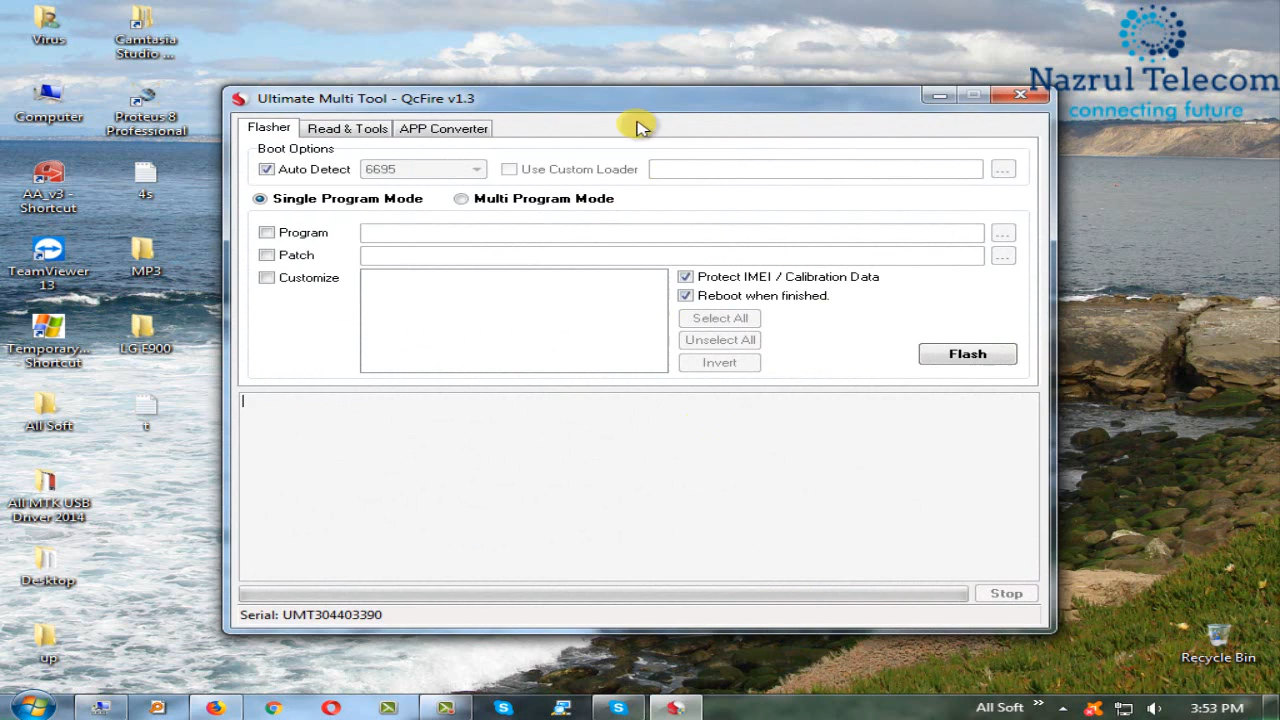 Virus
Camtasia
Studio ...
Nazrul Telecom
connecting future
Computer
Proteus 8
Professional
AA_v3 -
Shortcut
4s
TeamViewer
13
MP3
Temporary...
- Shortcut
LG E900
All Soft
t
All MTK USB
Driver 2014
Desktop
up
Recycle Bin
Ultimate Multi Tool - QcFire v1.3
Flasher
Read & Tools
APP Converter
Boot Options
Auto Detect
6695
Use Custom Loader
...
Single Program Mode
Multi Program Mode
Program
...
Patch
...
Customize
Protect IMEI / Calibration Data
Reboot when finished.
Select All
Unselect All
Invert
Flash
Stop
Serial: UMT304403390
All Soft
3:53 PM